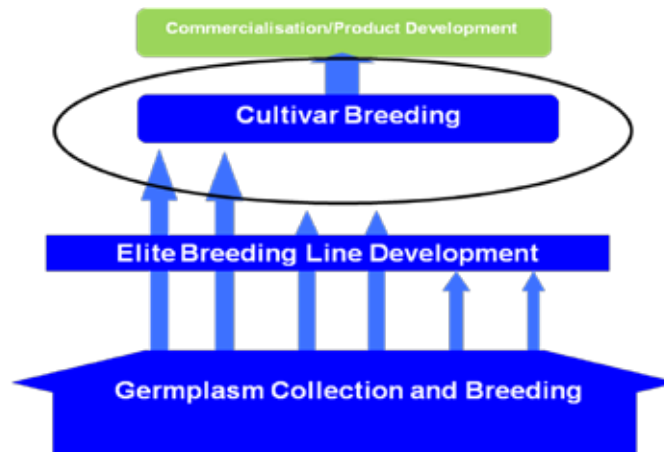 Commercialisation/Product Development
Cultivar Breeding
Elite Breeding Line Development
Germplasm Collection and Breeding